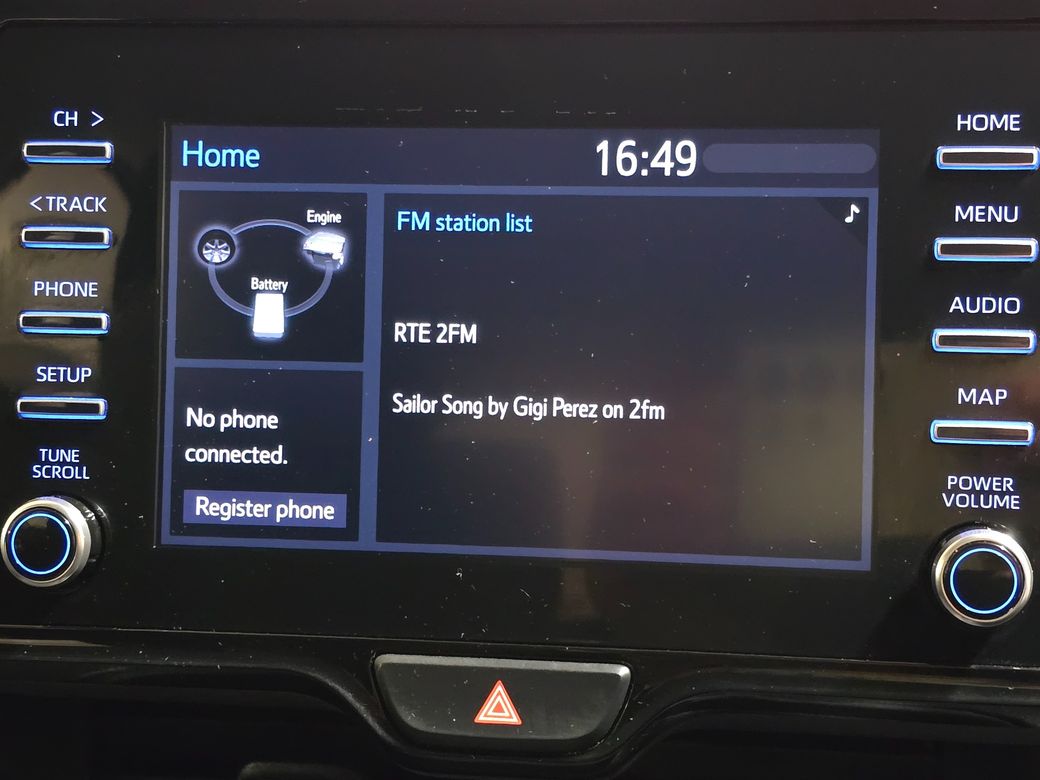 CH >
< TRACK
PHONE
SETUP
TUNE
SCROLL
Home
16:49
Engine
Battery
No phone
connected.
Register phone
FM station list
RTE 2FM
Sailor Song by Gigi Perez on 2fm
HOME
MENU
AUDIO
MAP
POWER
VOLUME